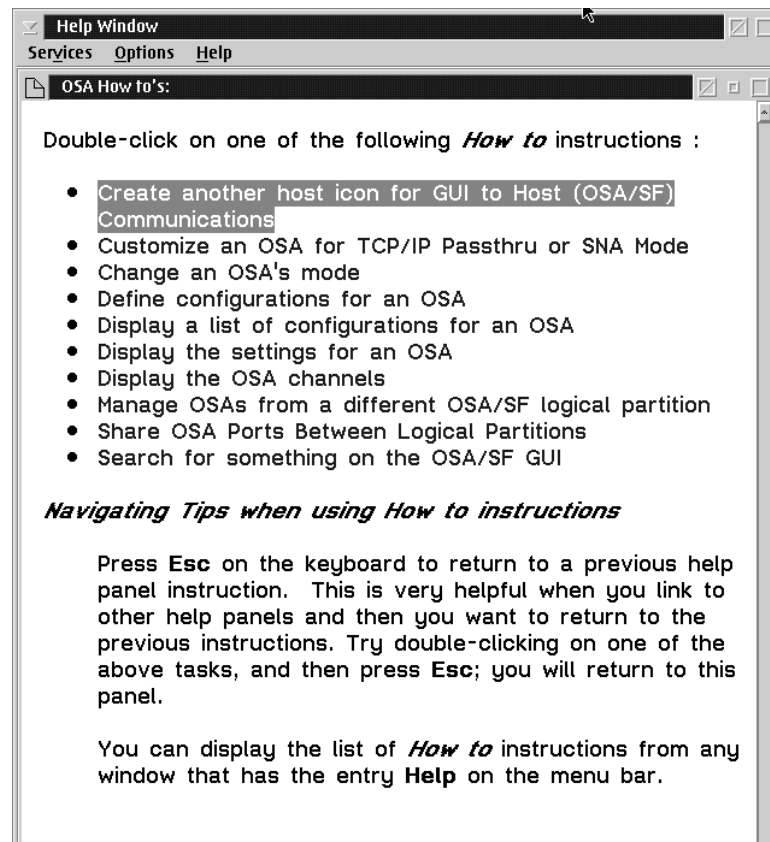 Help Window
Services Options Help
OSA How to's:
Double-click on one of the following How to instructions :
• Create another host icon for GUI to Host (OSA/SF)
Communications
• Customize an OSA for TCP/IP Passthru or SNA Mode
• Change an OSA's mode
• Define configurations for an OSA
• Display a list of configurations for an OSA
• Display the settings for an OSA
• Display the OSA channels
• Manage OSAs from a different OSA/SF logical partition
• Share OSA Ports Between Logical Partitions
• Search for something on the OSA/SF GUI
Navigating Tips when using How to instructions
Press Esc on the keyboard to return to a previous help
panel instruction. This is very helpful when you link to
other help panels and then you want to return to the
previous instructions. Try double-clicking on one of the
above tasks, and then press Esc; you will return to this
panel.
You can display the list of How to instructions from any
window that has the entry Help on the menu bar.